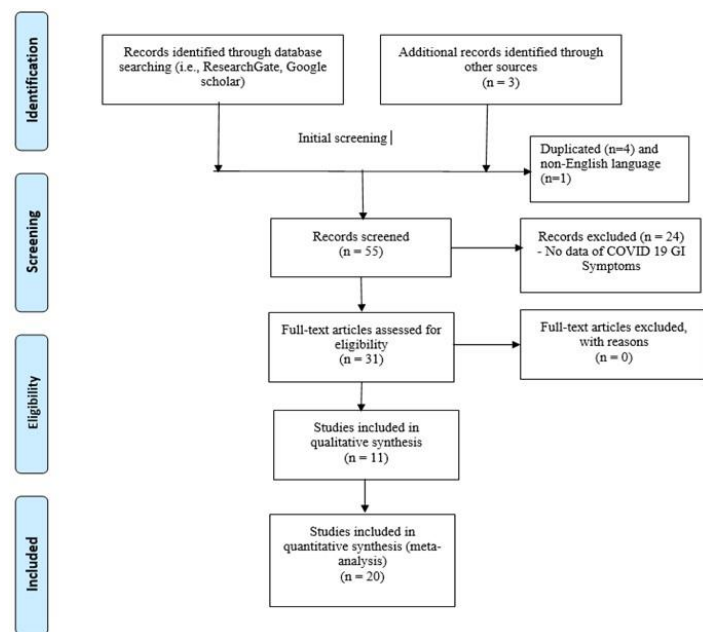 Identification
Records identified through database
searching (i.e., ResearchGate, Google
scholar)
Additional records identified through
other sources
(n = 3)
Initial screening
Duplicated (n=4) and
non-English language
(n=1)
Screening
Records screened
(n = 55)
Records excluded (n = 24)
- No data of COVID 19 GI
Symptoms
Full-text articles assessed for
eligibility
(n = 31)
Full-text articles excluded,
with reasons
(n = 0)
Eligibility
Studies included in
qualitative synthesis
(n = 11)
Included
Studies included in
quantitative synthesis (meta-
analysis)
(n = 20)